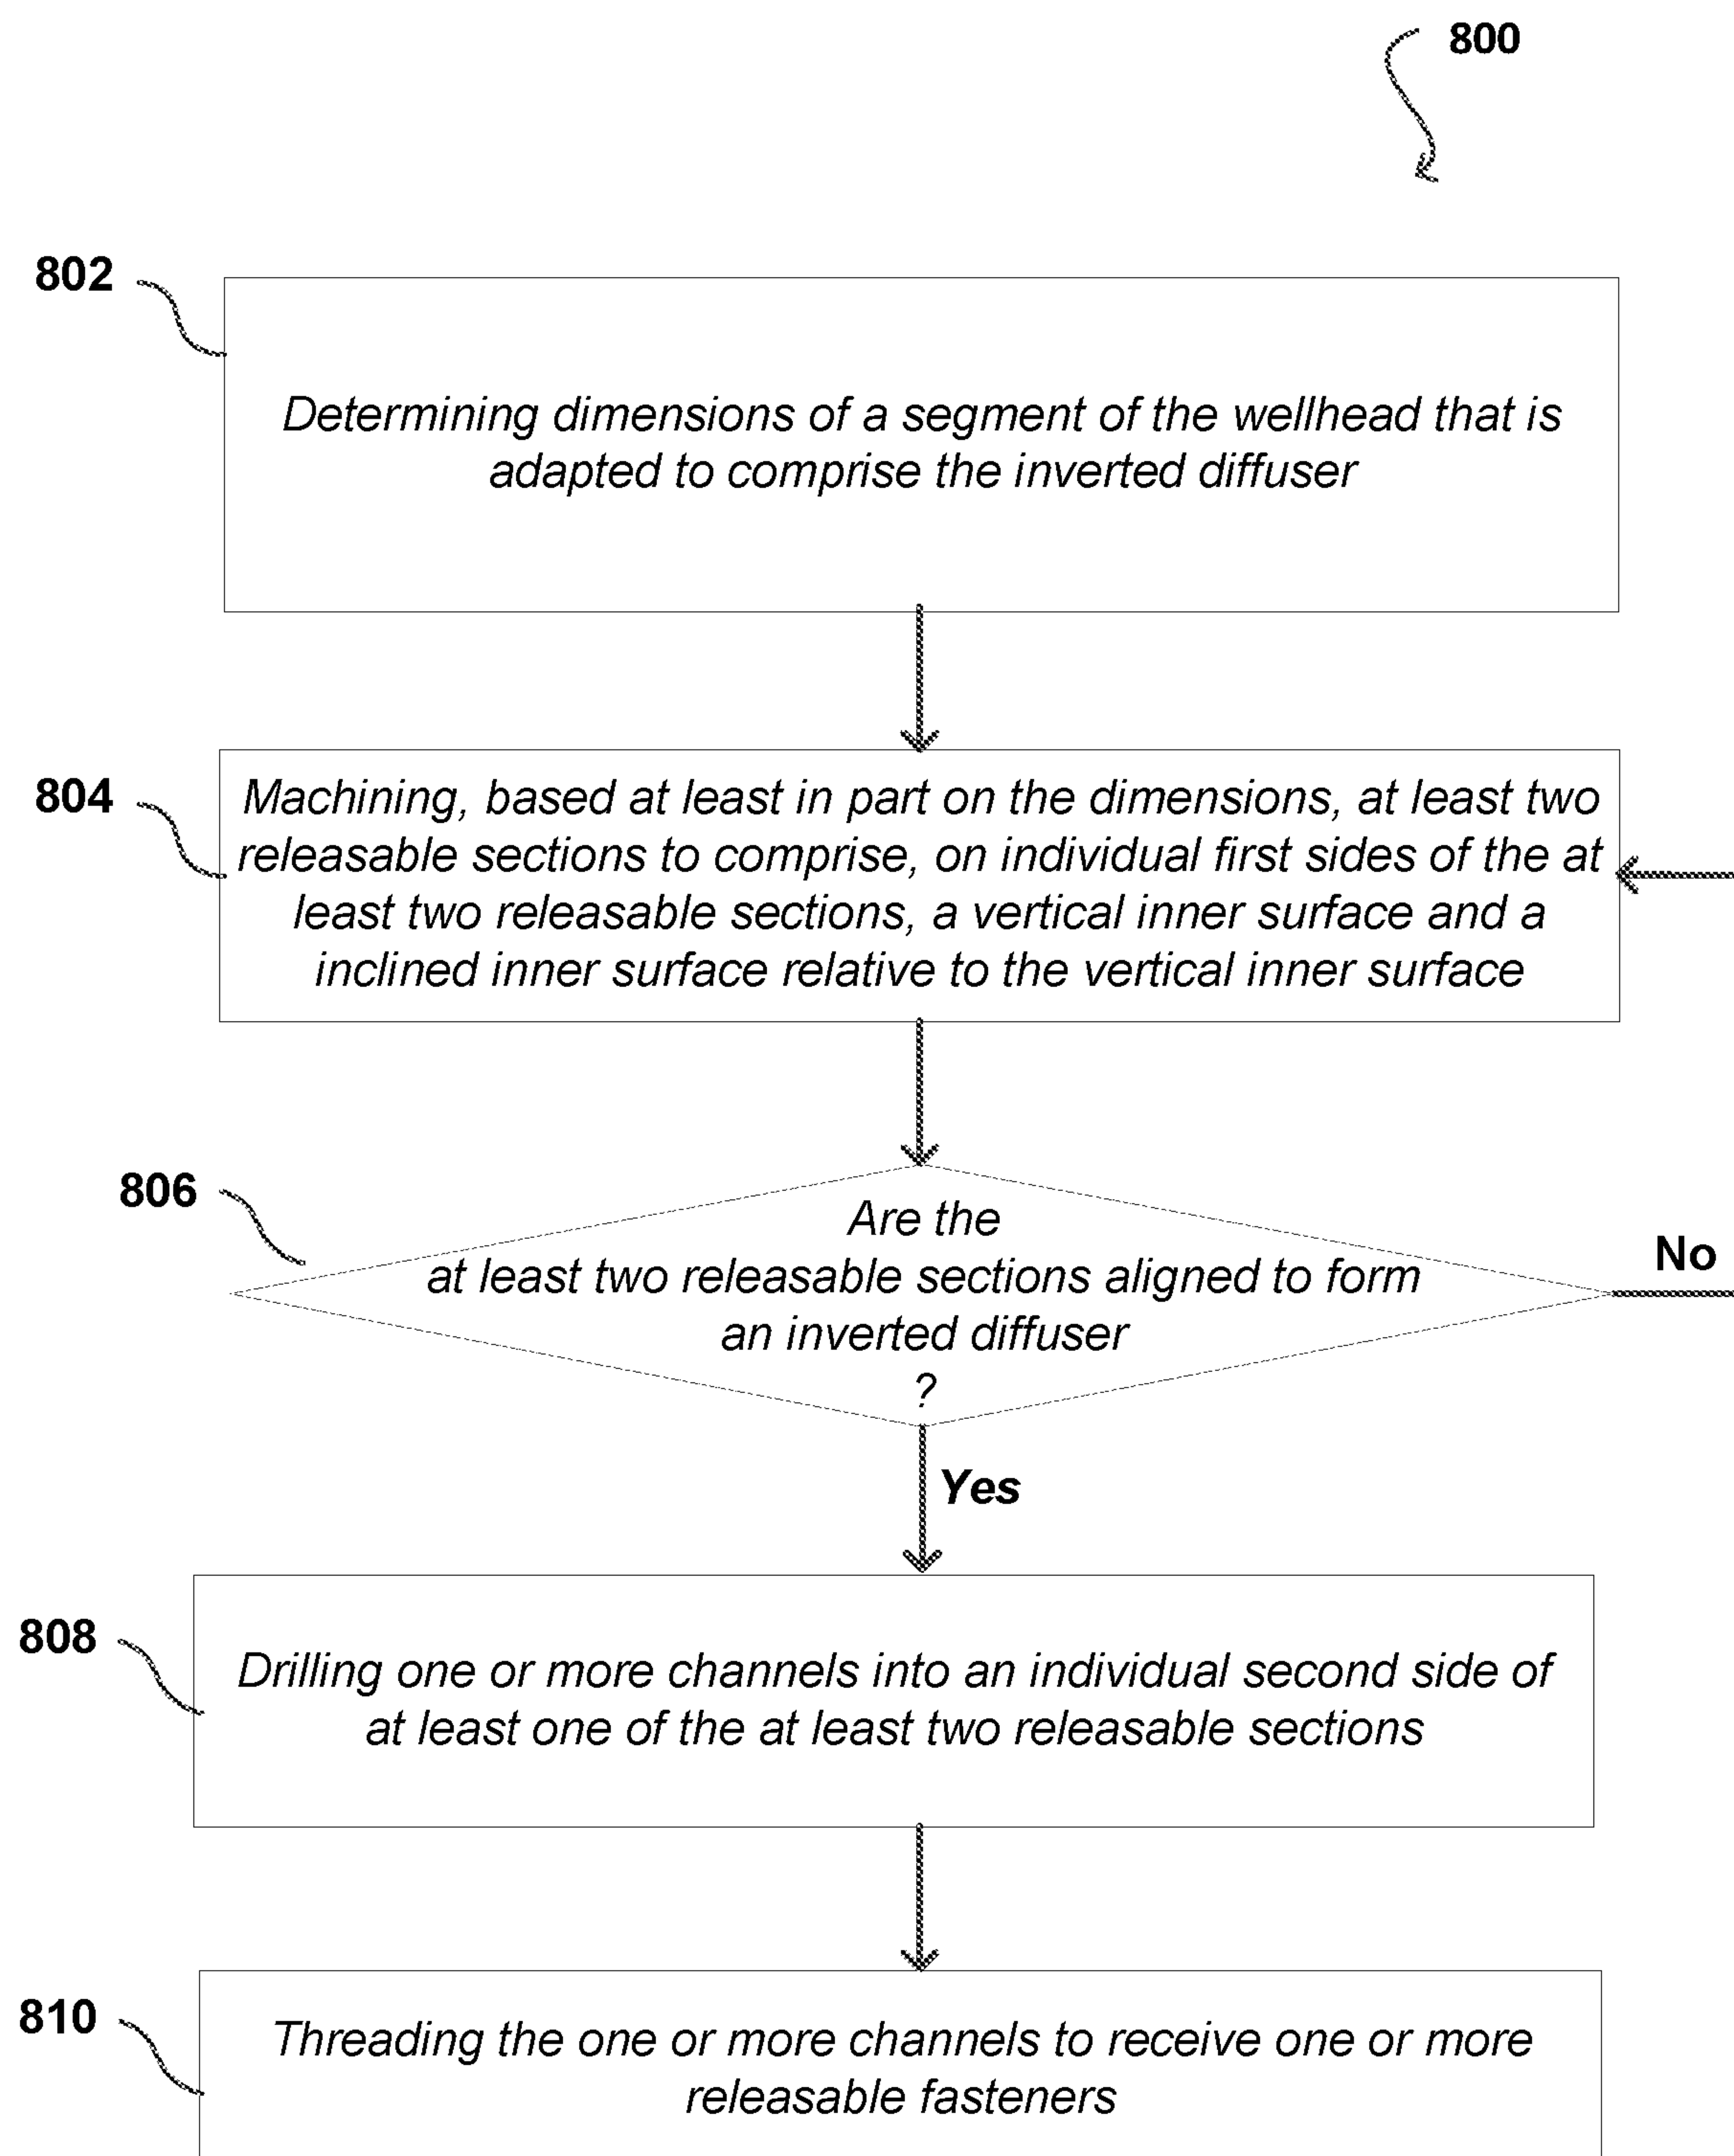 800
802
Determining dimensions of a segment of the wellhead that is
adapted to comprise the inverted diffuser
804
Machining, based at least in part on the dimensions, at least two
releasable sections to comprise, on individual first sides of the at
least two releasable sections, a vertical inner surface and a
inclined inner surface relative to the vertical inner surface
806
Are the
at least two releasable sections aligned to form
an inverted diffuser
?
No
Yes
808
Drilling one or more channels into an individual second side of
at least one of the at least two releasable sections
810
Threading the one or more channels to receive one or more
releasable fasteners